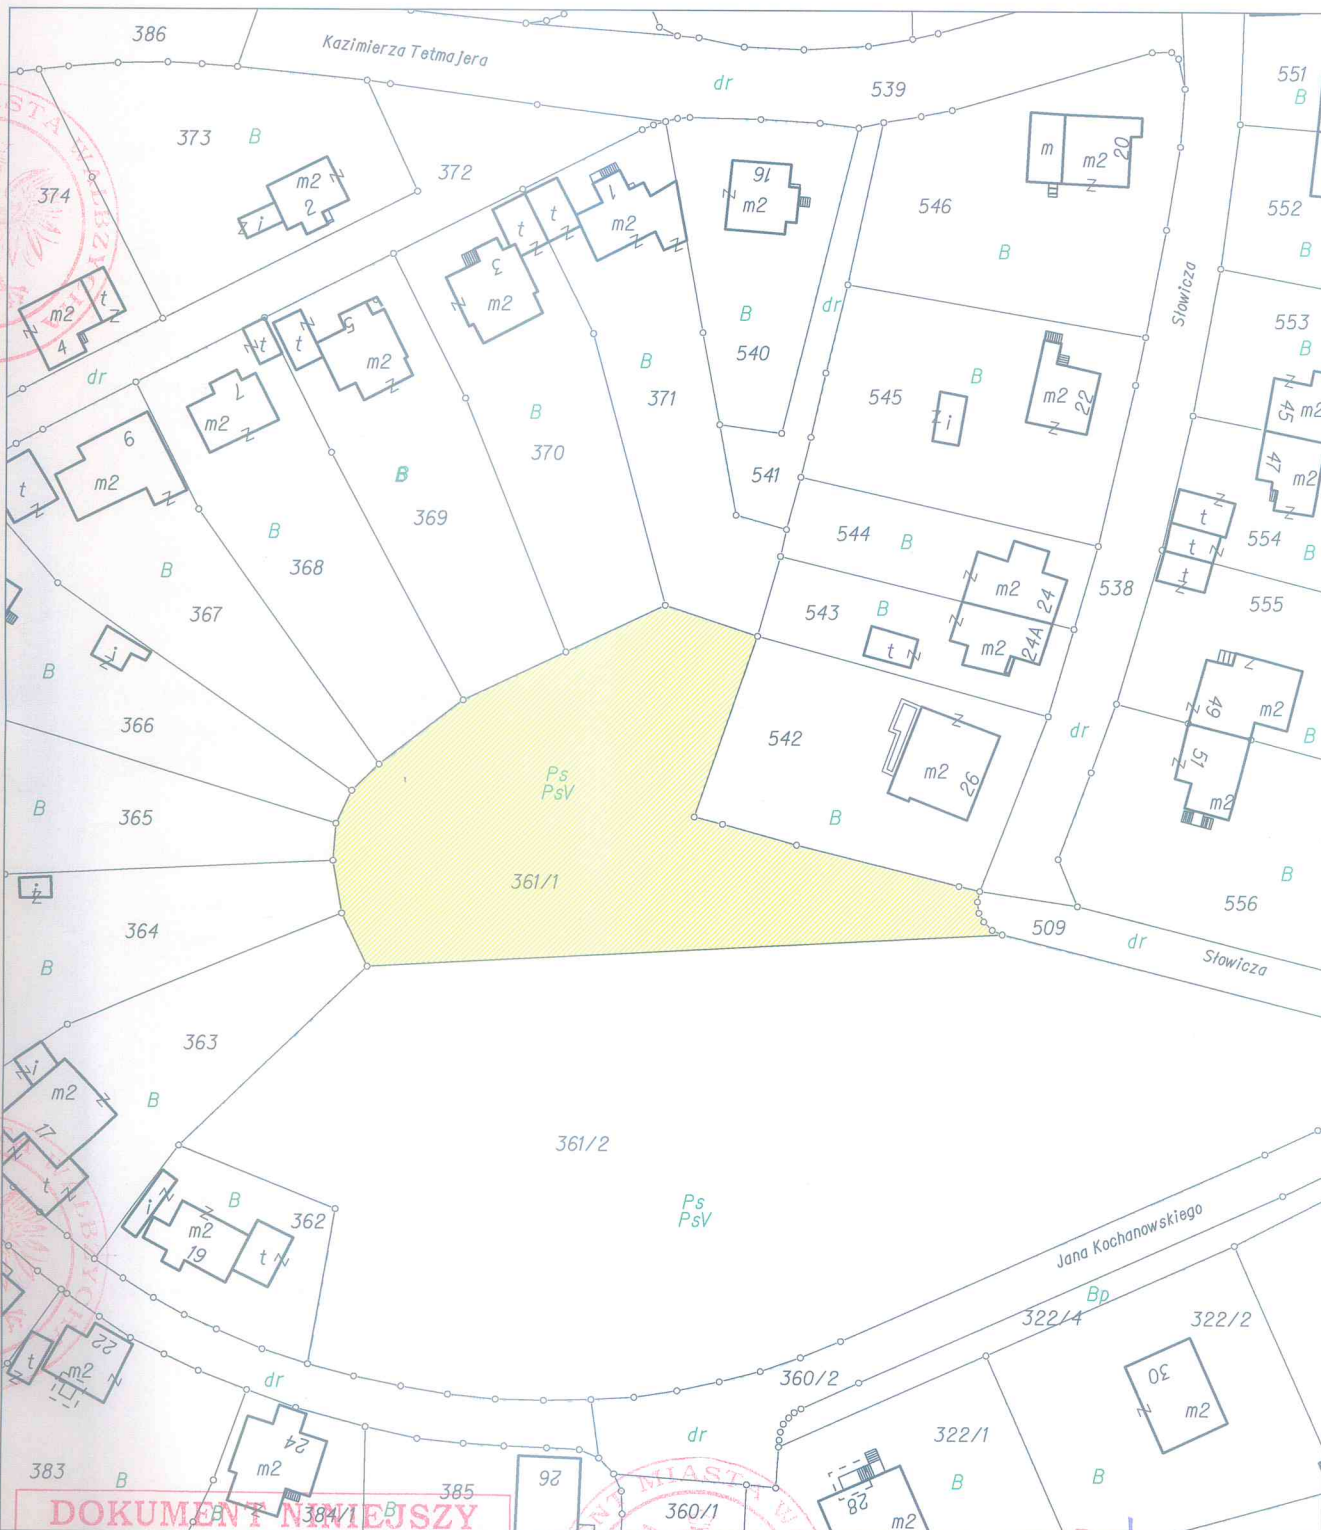 386
Kazimierza Tetmajera
dr
539
551
B
373
B
372
374
m2
2
i
m2
1
t
t
16
m2
m
m2
20
546
B
552
B
m2
3
m2
4
t
dr
t
t
m2
5
m2
7
B
540
dr
Słowicza
553
B
545
B
m2
22
i
45
m2
47
m2
B
371
B
370
m2
9
t
B
369
541
544
B
t
t
t
554
B
B
368
m2
24
538
555
B
367
543
B
t
m2
24A
i
B
366
542
m2
26
B
dr
49
m2
51
m2
B
Ps
PsV
B
365
361/1
B
556
i
364
B
509
dr
Słowicza
363
i
m2
17
B
t
361/2
Ps
PsV
B
362
i
m2
19
t
Jana Kochanowskiego
Bp
322/4
322/2
22
m2
t
dr
360/2
30
m2
dr
322/1
B
B
24
m2
383
B
385
26
28
m2
B
384/1
B
360/1
DOKUMENT NINIEJSZY